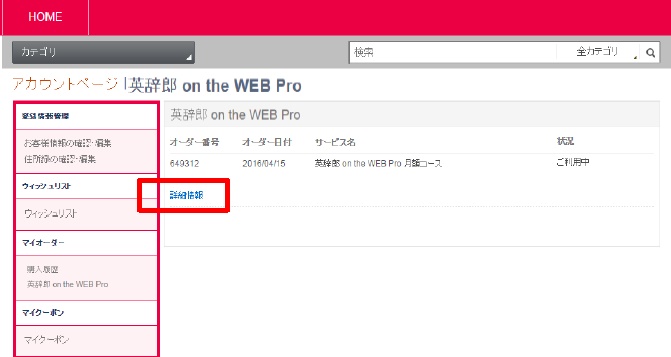 HOME
カテゴリ
検索
全カテゴリ
アカウントページ | 英辞郎 on the WEB Pro
登録情報管理
お客様情報の確認・編集
住所録の確認・編集
ウィッシュリスト
ウィッシュリスト
マイオーダー
購入履歴
英辞郎 on the WEB Pro
マイクーポン
マイクーポン
英辞郎 on the WEB Pro
オーダー番号 オーダー日付 サービス名 状況
649312 2016/04/15 英辞郎 on the WEB Pro 月額コース ご利用中
詳細情報